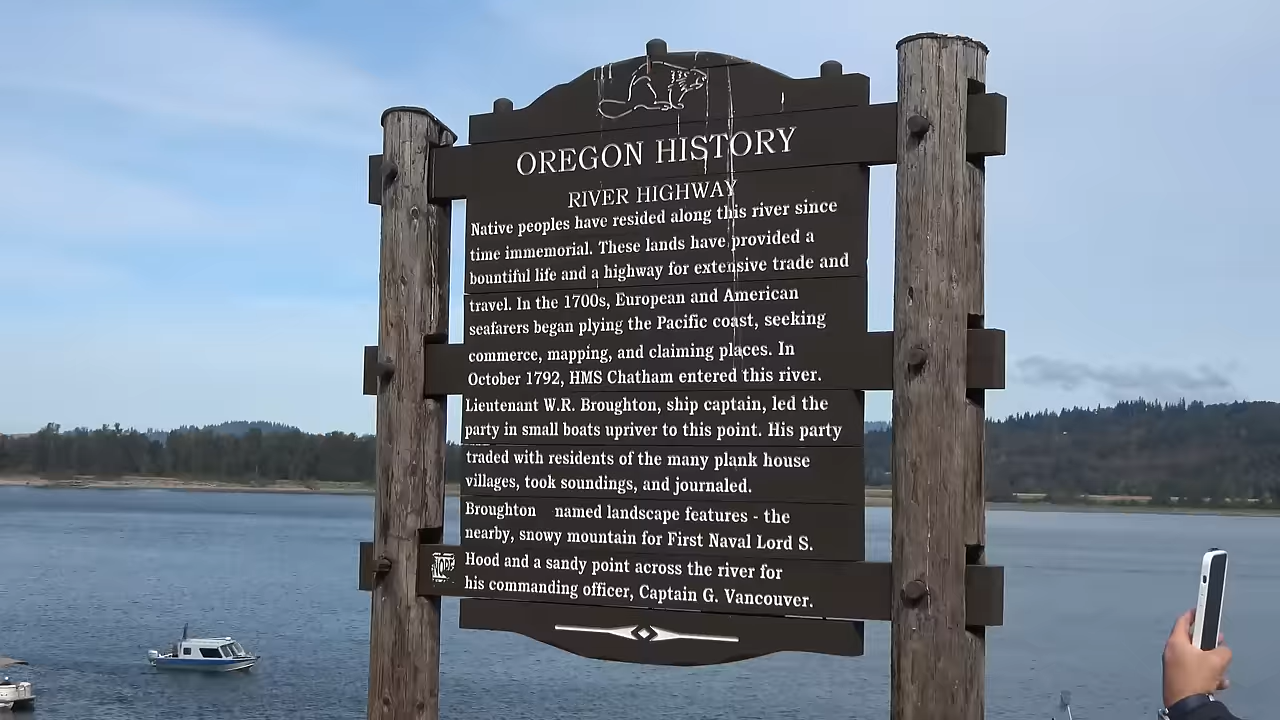 OREGON HISTORY
RIVER HIGHWAY
Native peoples have resided along this river since
time immemorial. These lands have provided a
bountiful life and a highway for extensive trade and
travel. In the 1700s, European and American
seafarers began plying the Pacific coast, seeking
commerce, mapping, and claiming places. In
October 1792, HMS Chatham entered this river.
Lieutenant W.R. Broughton, ship captain, led the
party in small boats upriver to this point. His party
traded with residents of the many plank house
villages, took soundings, and journaled.
Broughton named landscape features - the
nearby, snowy mountain for First Naval Lord S.
Hood and a sandy point across the river for
his commanding officer, Captain G. Vancouver.